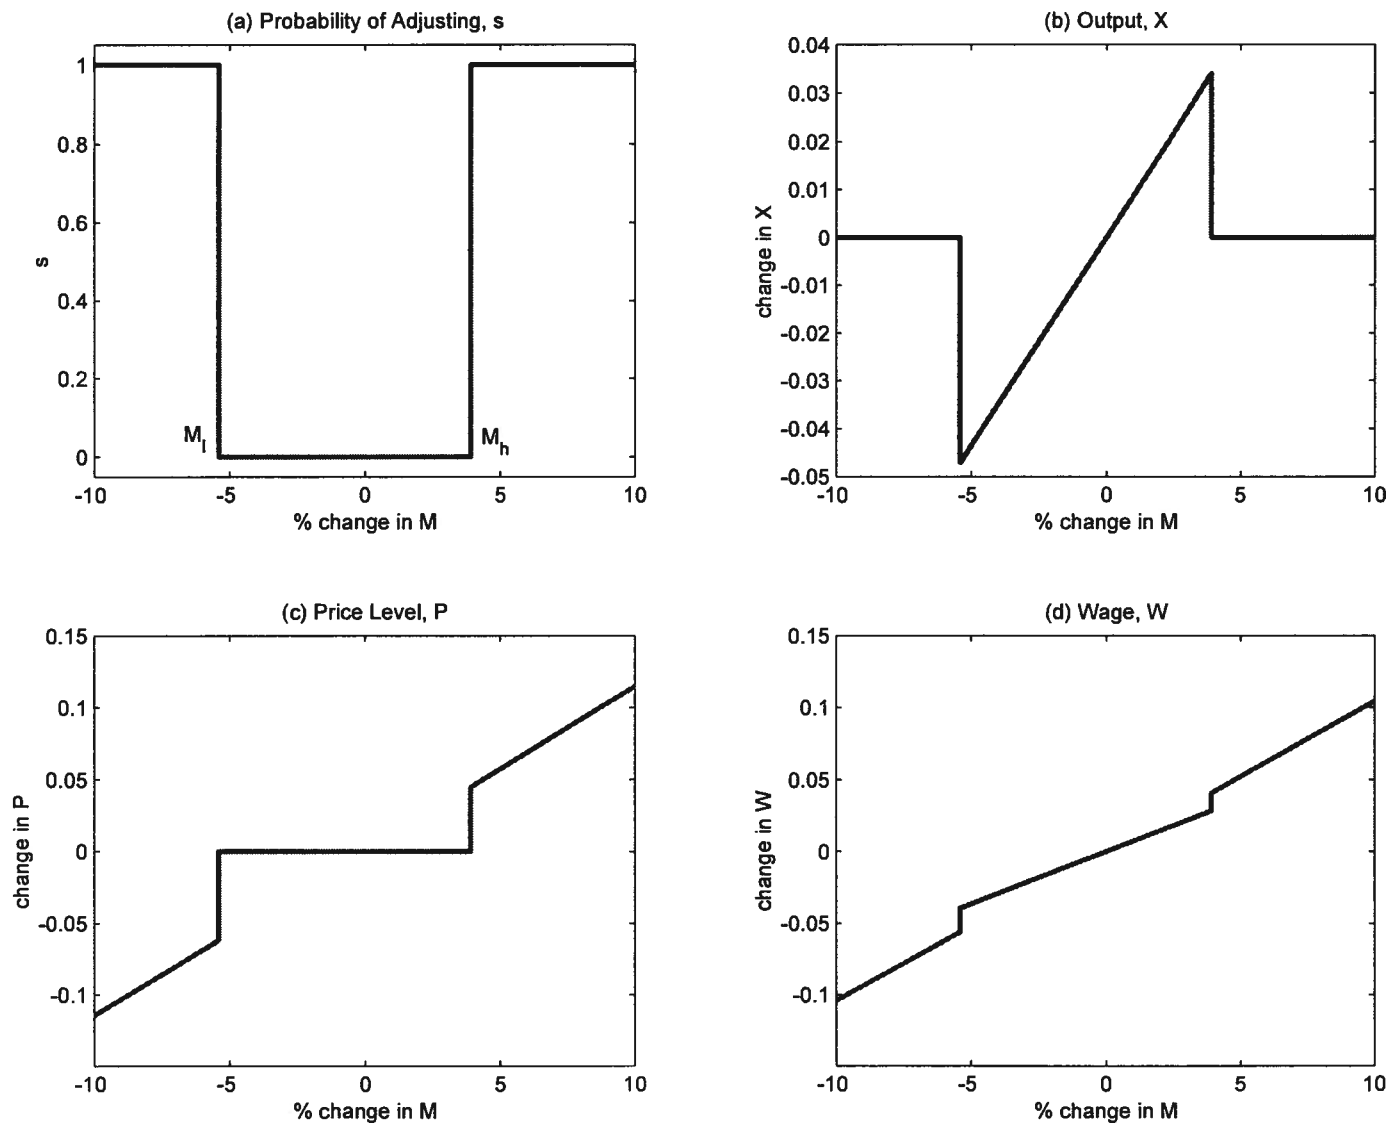 (a) Probability of Adjusting, s
1
0.8
0.6
0.4
0.2
0
s
M_l
M_h
-10 -5 0 5 10
% change in M
(b) Output, X
0.04
0.03
0.02
0.01
0
-0.01
-0.02
-0.03
-0.04
-0.05
change in X
-10 -5 0 5 10
% change in M
(c) Price Level, P
0.15
0.1
0.05
0
-0.05
-0.1
change in P
-10 -5 0 5 10
% change in M
(d) Wage, W
0.15
0.1
0.05
0
-0.05
-0.1
change in W
-10 -5 0 5 10
% change in M